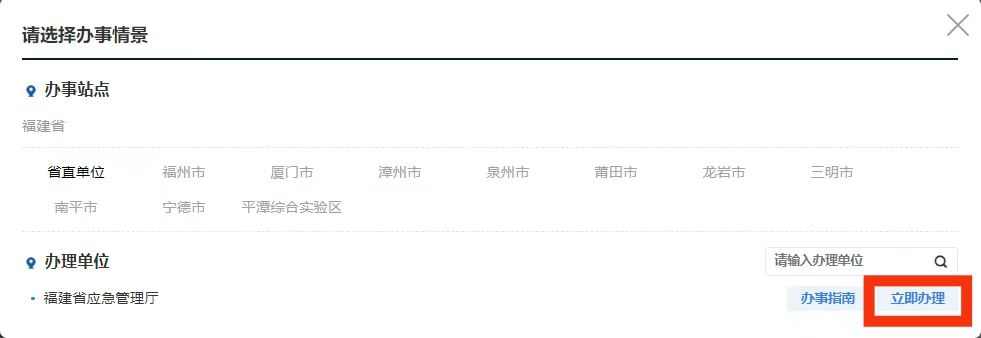 请选择办事情景
办事站点
福建省
省直单位 福州市 厦门市 漳州市 泉州市 莆田市 龙岩市 三明市
南平市 宁德市 平潭综合实验区
办理单位 请输入办理单位
福建省应急管理厅 办事指南 立即办理